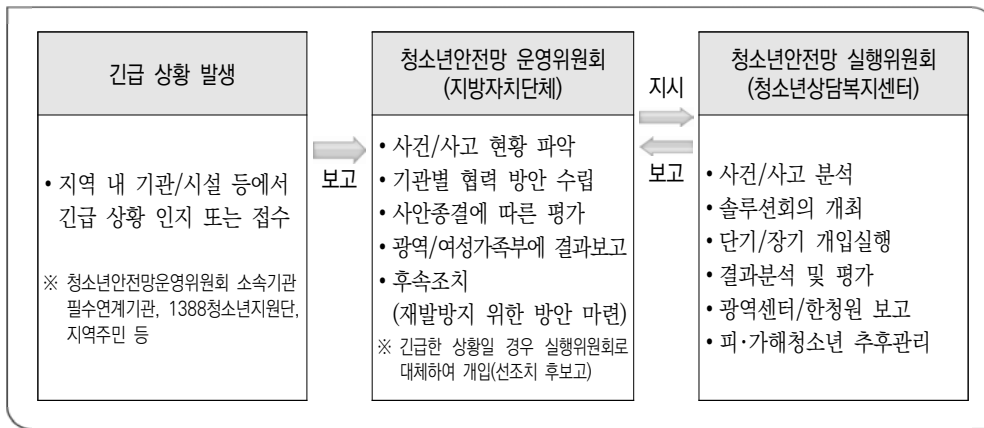 긴급 상황 발생
• 지역 내 기관/시설 등에서
긴급 상황 인지 또는 접수
※ 청소년안전망운영위원회 소속기관
필수연계기관, 1388청소년지원단,
지역주민 등
보고
청소년안전망 운영위원회
(지방자치단체)
• 사건/사고 현황 파악
• 기관별 협력 방안 수립
• 사안종결에 따른 평가
• 광역/여성가족부에 결과보고
• 후속조치
(재발방지 위한 방안 마련)
※ 긴급한 상황일 경우 실행위원회로
대체하여 개입(선조치 후보고)
지시
보고
청소년안전망 실행위원회
(청소년상담복지센터)
• 사건/사고 분석
• 솔루션회의 개최
• 단기/장기 개입실행
• 결과분석 및 평가
• 광역센터/한청원 보고
• 피·가해청소년 추후관리